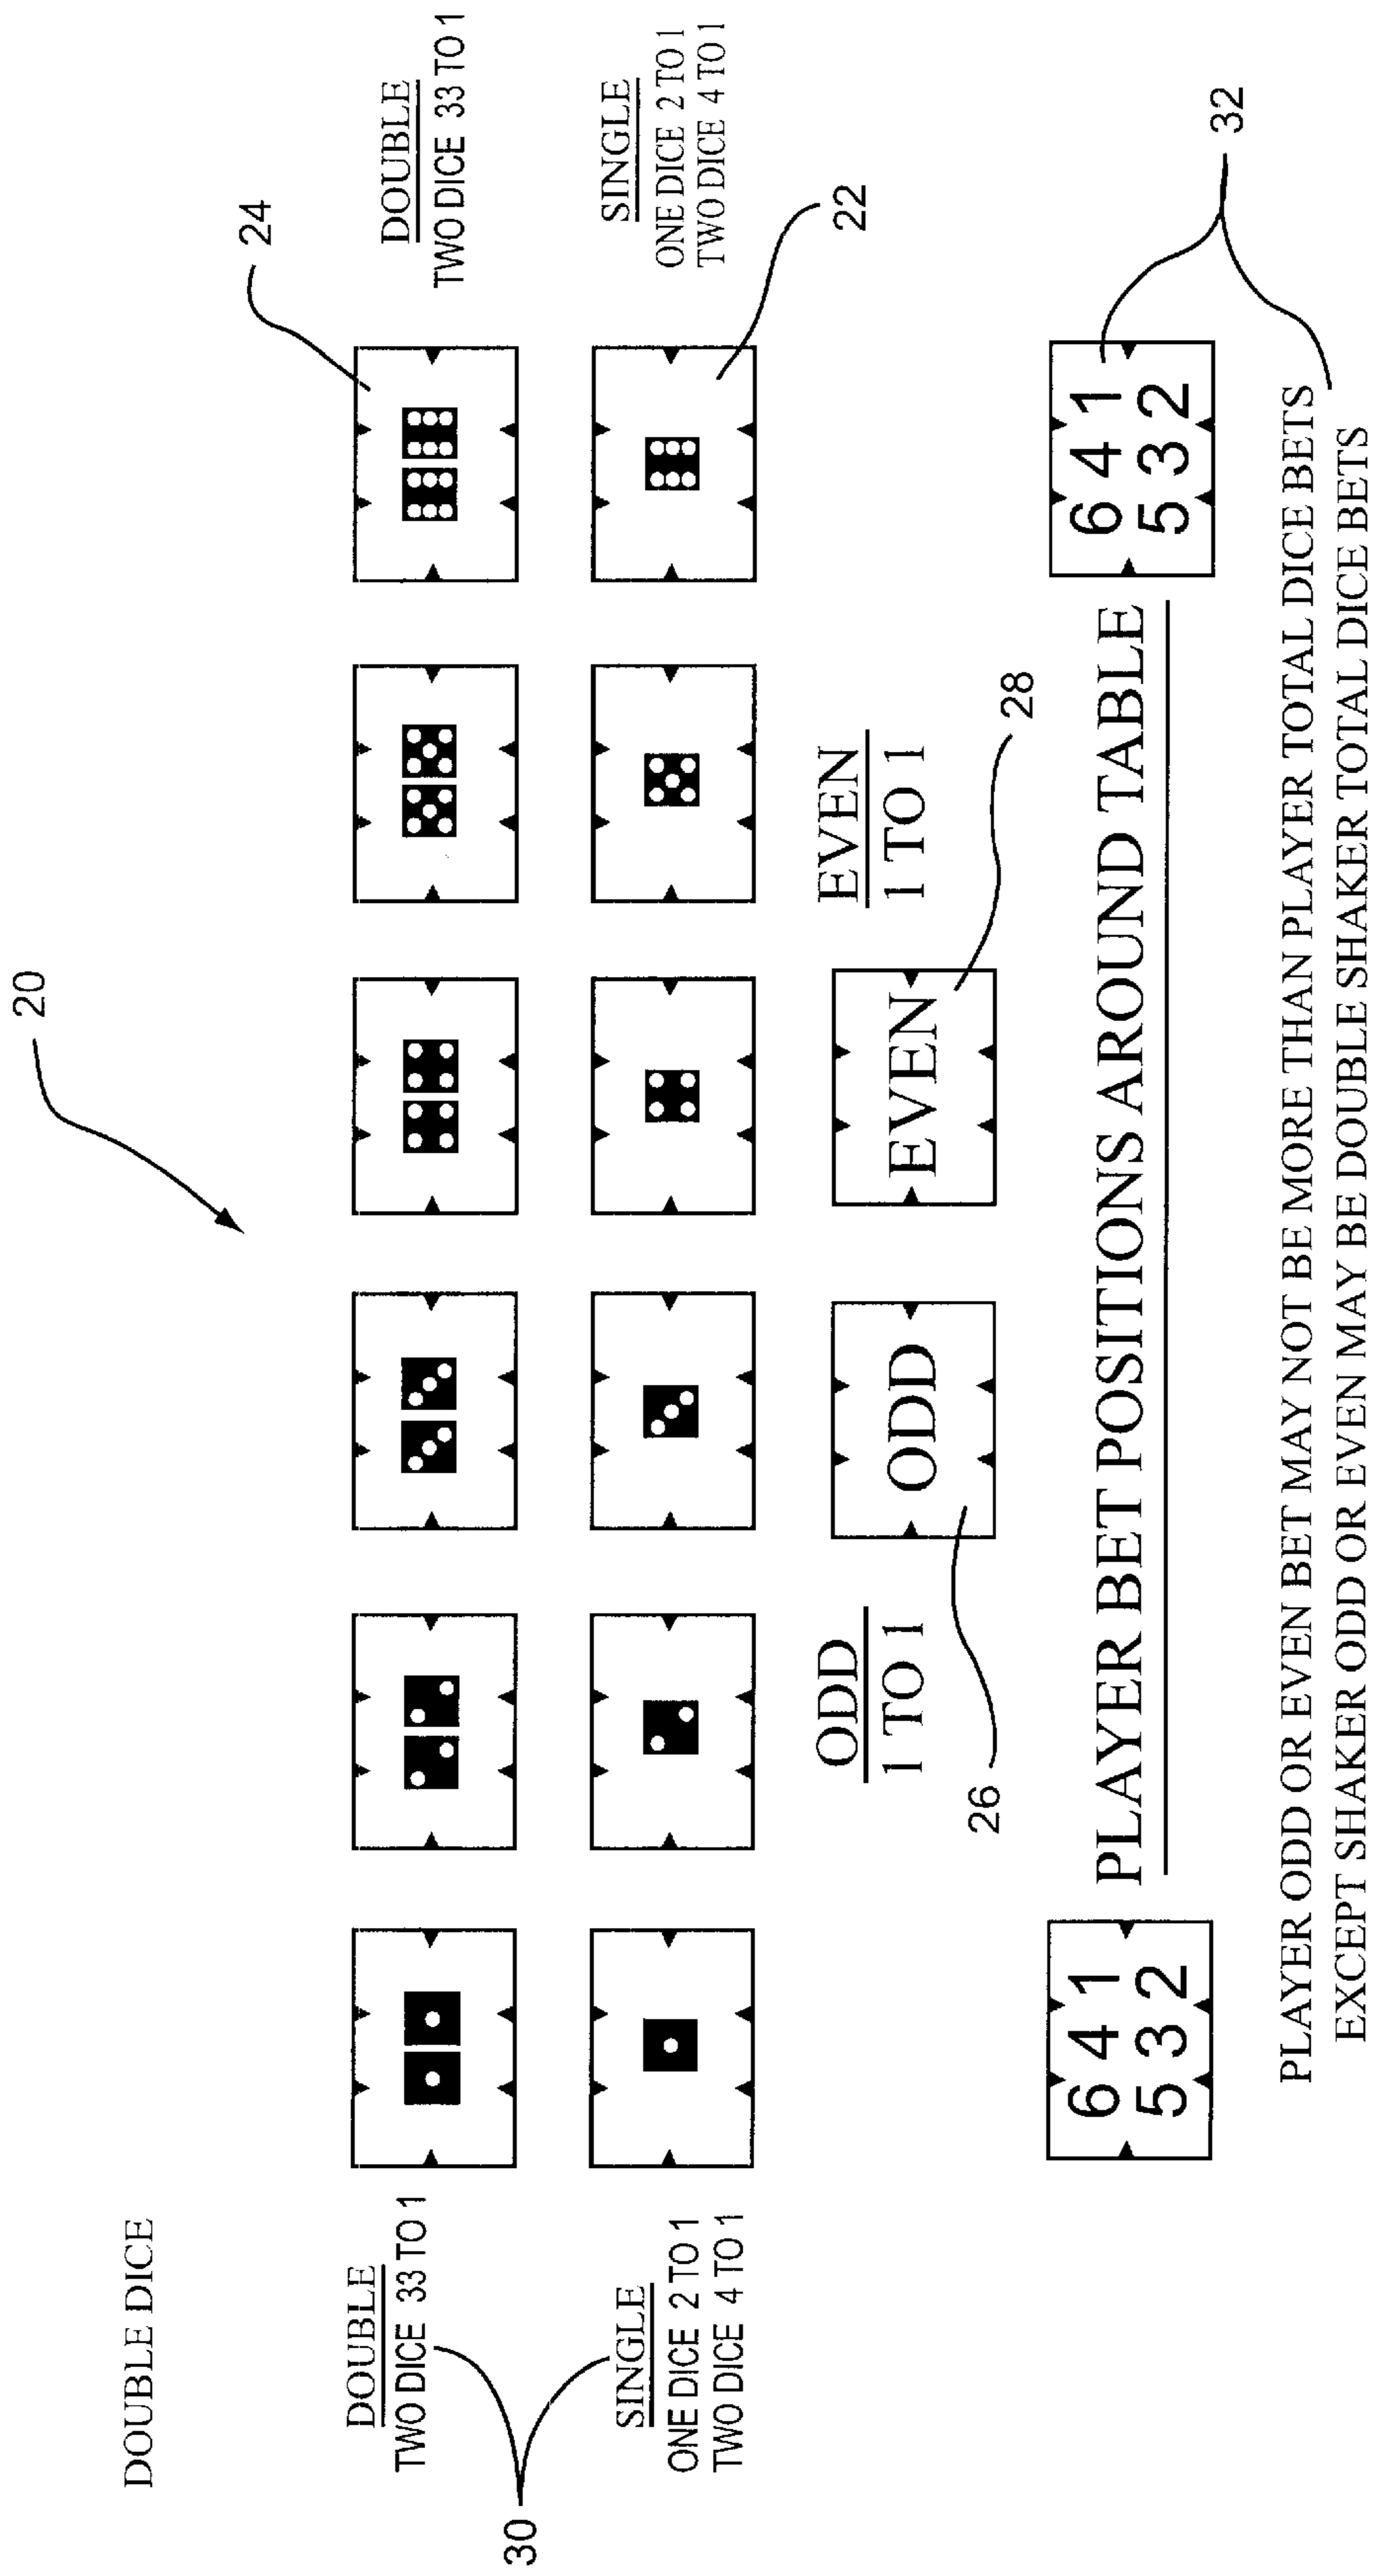 20
DOUBLE DICE
24
DOUBLE
TWO DICE 33 TO 1
DOUBLE
TWO DICE 33 TO 1
30
SINGLE
ONE DICE 2 TO 1
TWO DICE 4 TO 1
SINGLE
ONE DICE 2 TO 1
TWO DICE 4 TO 1
22
ODD
1 TO 1
ODD
EVEN
EVEN
1 TO 1
26
28
6 4 1
5 3 2
PLAYER BET POSITIONS AROUND TABLE
6 4 1
5 3 2
32
PLAYER ODD OR EVEN BET MAY NOT BE MORE THAN PLAYER TOTAL DICE BETS
EXCEPT SHAKER ODD OR EVEN MAY BE DOUBLE SHAKER TOTAL DICE BETS